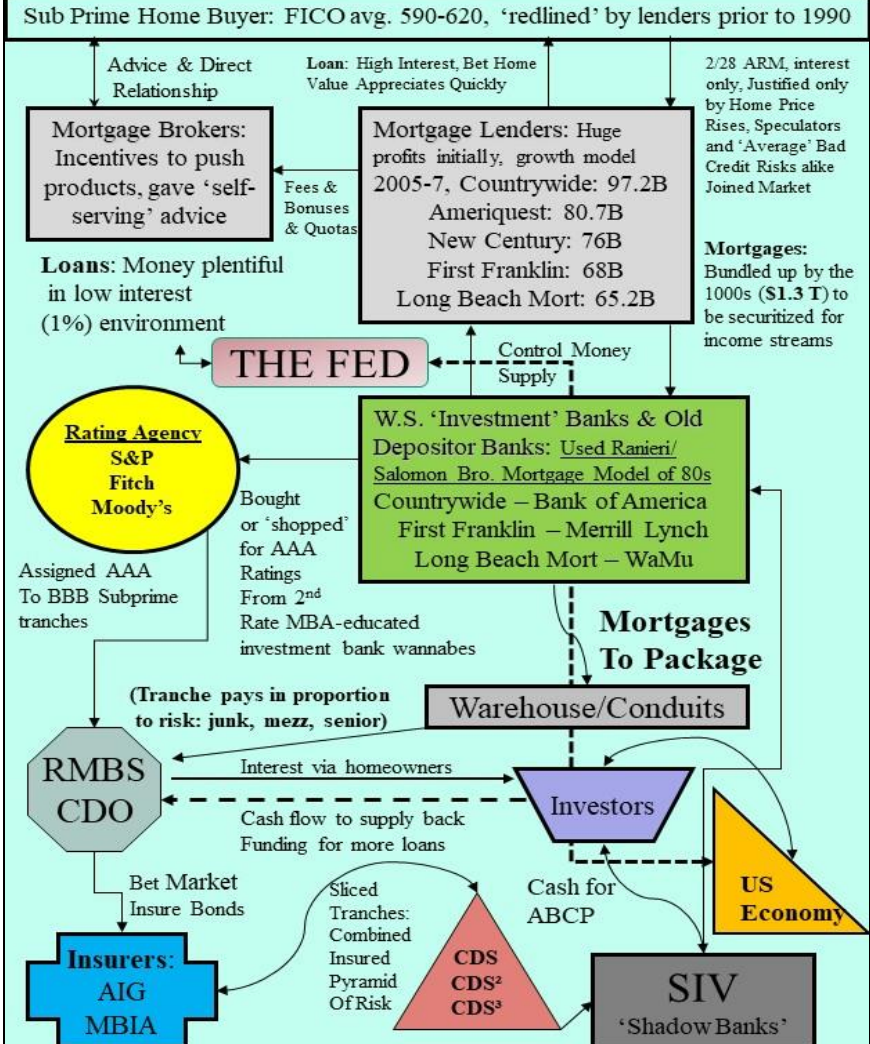 Sub Prime Home Buyer: FICO avg. 590-620, ‘redlined’ by lenders prior to 1990
Advice & Direct
Relationship
Loan: High Interest, Bet Home
Value Appreciates Quickly
2/28 ARM, interest
only, Justified only
by Home Price
Rises, Speculators
and ‘Average’ Bad
Credit Risks alike
Joined Market
Mortgage Brokers:
Incentives to push
products, gave ‘self-
serving’ advice
Fees &
Bonuses
& Quotas
Mortgage Lenders: Huge
profits initially, growth model
2005-7, Countrywide: 97.2B
Ameriquest: 80.7B
New Century: 76B
First Franklin: 68B
Long Beach Mort: 65.2B
Mortgages:
Bundled up by the
1000s ($1.3 T) to
be securitized for
income streams
Loans: Money plentiful
in low interest
(1%) environment
THE FED
Control Money
Supply
Rating Agency
S&P
Fitch
Moody’s
W.S. ‘Investment’ Banks & Old
Depositor Banks: Used Ranieri/
Salomon Bro. Mortgage Model of 80s
Countrywide – Bank of America
First Franklin – Merrill Lynch
Long Beach Mort – WaMu
Bought
or ‘shopped’
for AAA
Ratings
From 2nd
Rate MBA-educated
investment bank wannabes
Assigned AAA
To BBB Subprime
tranches
Mortgages
To Package
(Tranche pays in proportion
to risk: junk, mezz, senior)
Warehouse/Conduits
RMBS
CDO
Interest via homeowners
Cash flow to supply back
Funding for more loans
Investors
US
Economy
Bet Market
Insure Bonds
Sliced
Tranches:
Combined
Insured
Pyramid
Of Risk
Cash for
ABCP
Insurers:
AIG
MBIA
CDS
CDS²
CDS³
SIV
‘Shadow Banks’